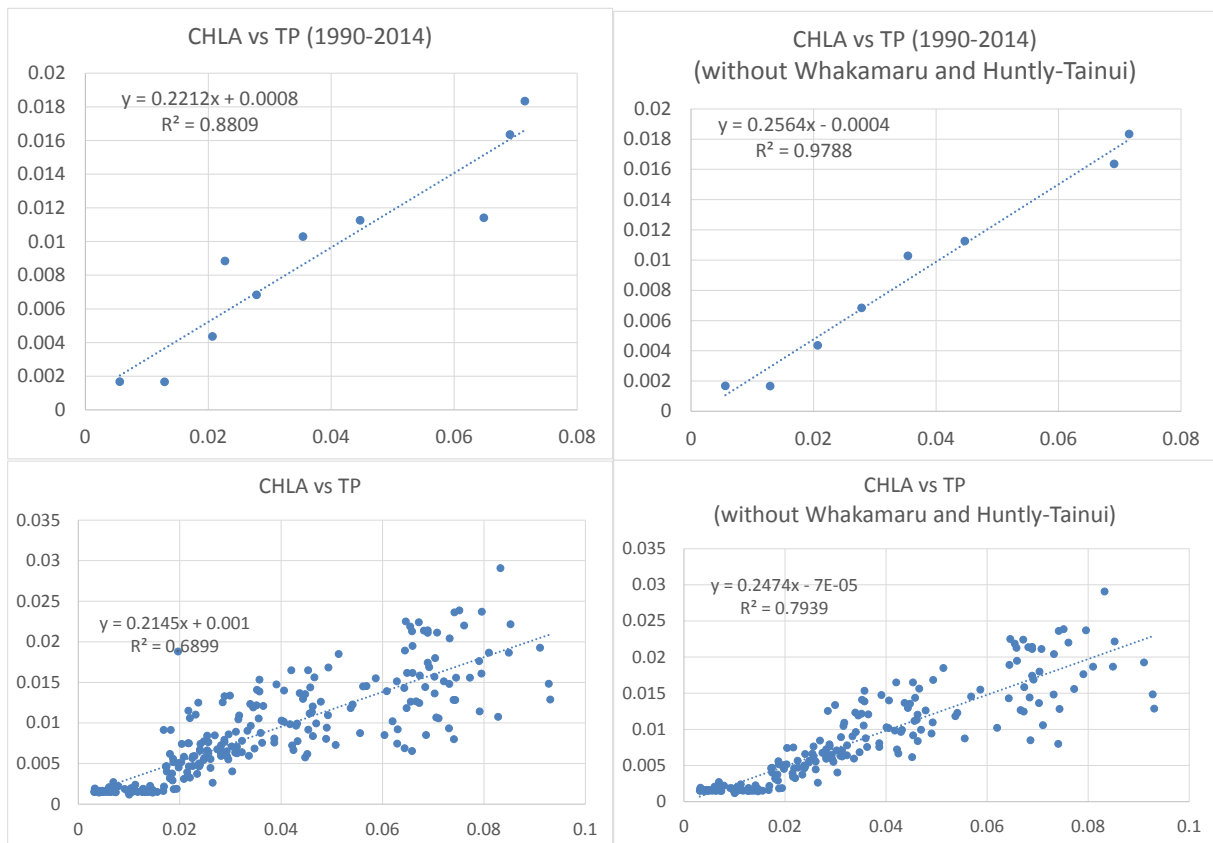 CHLA vs TP (1990-2014)
0.02
0.018
0.016
0.014
0.012
0.01
0.008
0.006
0.004
0.002
0
y = 0.2212x + 0.0008
R² = 0.8809
0 0.02 0.04 0.06 0.08
CHLA vs TP (1990-2014)
(without Whakamaru and Huntly-Tainui)
0.02
0.018
0.016
0.014
0.012
0.01
0.008
0.006
0.004
0.002
0
y = 0.2564x - 0.0004
R² = 0.9788
0 0.02 0.04 0.06 0.08
CHLA vs TP
0.035
0.03
0.025
0.02
0.015
0.01
0.005
0
y = 0.2145x + 0.001
R² = 0.6899
0 0.02 0.04 0.06 0.08 0.1
CHLA vs TP
(without Whakamaru and Huntly-Tainui)
0.035
0.03
0.025
0.02
0.015
0.01
0.005
0
y = 0.2474x - 7E-05
R² = 0.7939
0 0.02 0.04 0.06 0.08 0.1